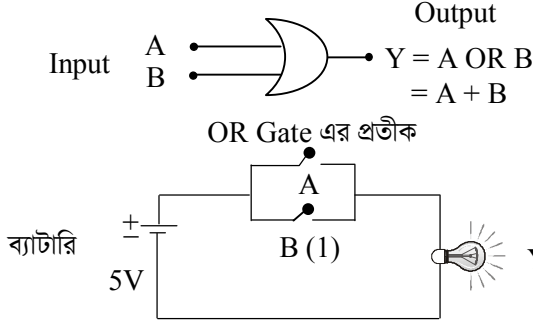 Output
Input
A
B
Y = A OR B
= A + B
OR Gate এর প্রতীক
A
B (1)
ব্যাটারি
+
−
5V